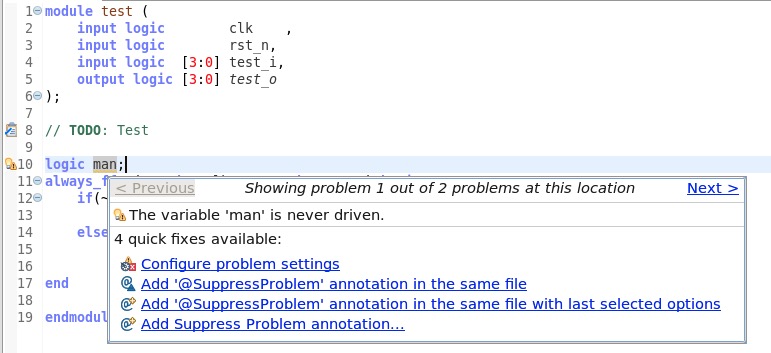 1 module test (
2 input logic clk ,
3 input logic rst_n,
4 input logic [3:0] test_i,
5 output logic [3:0] test_o
6 );
7
8 // TODO: Test
9
10 logic man;
11 always_f
12 if(~
13
14 else
15
16
17 end
18
19 endmodul
< Previous Showing problem 1 out of 2 problems at this location Next >
The variable 'man' is never driven.
4 quick fixes available:
Configure problem settings
Add '@SuppressProblem' annotation in the same file
Add '@SuppressProblem' annotation in the same file with last selected options
Add Suppress Problem annotation...